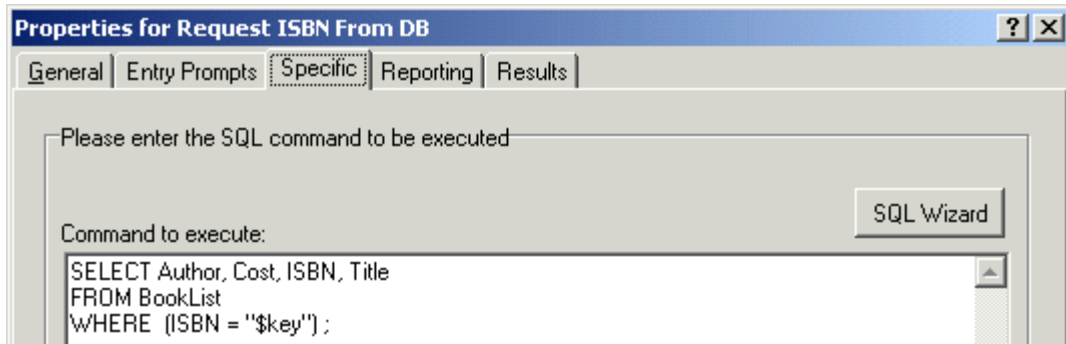 Properties for Request ISBN From DB
General Entry Prompts Specific Reporting Results
Please enter the SQL command to be executed
SQL Wizard
Command to execute:
SELECT Author, Cost, ISBN, Title
FROM BookList
WHERE (ISBN = "$key") ;